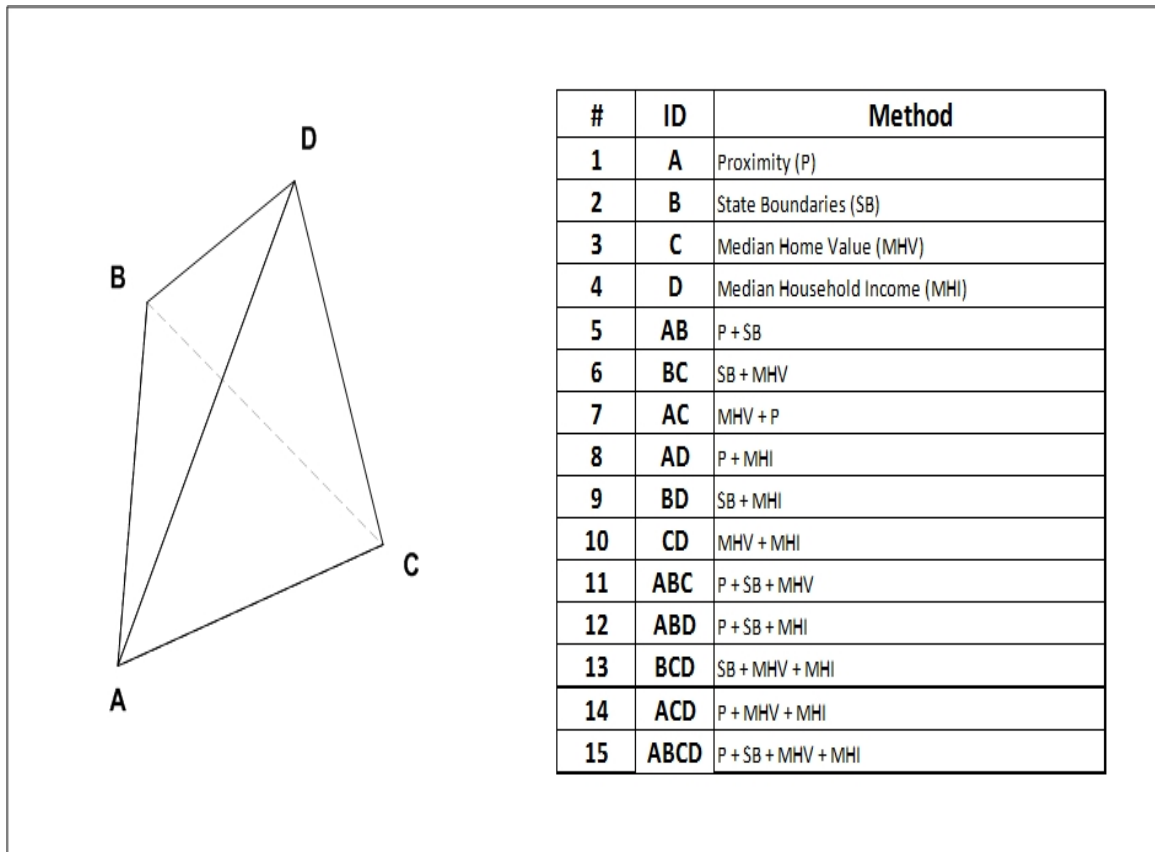 D
B
C
A
# ID Method
1 A Proximity (P)
2 B State Boundaries (SB)
3 C Median Home Value (MHV)
4 D Median Household Income (MHI)
5 AB P + SB
6 BC SB + MHV
7 AC MHV + P
8 AD P + MHI
9 BD SB + MHI
10 CD MHV + MHI
11 ABC P + SB + MHV
12 ABD P + SB + MHI
13 BCD SB + MHV + MHI
14 ACD P + MHV + MHI
15 ABCD P + SB + MHV + MHI